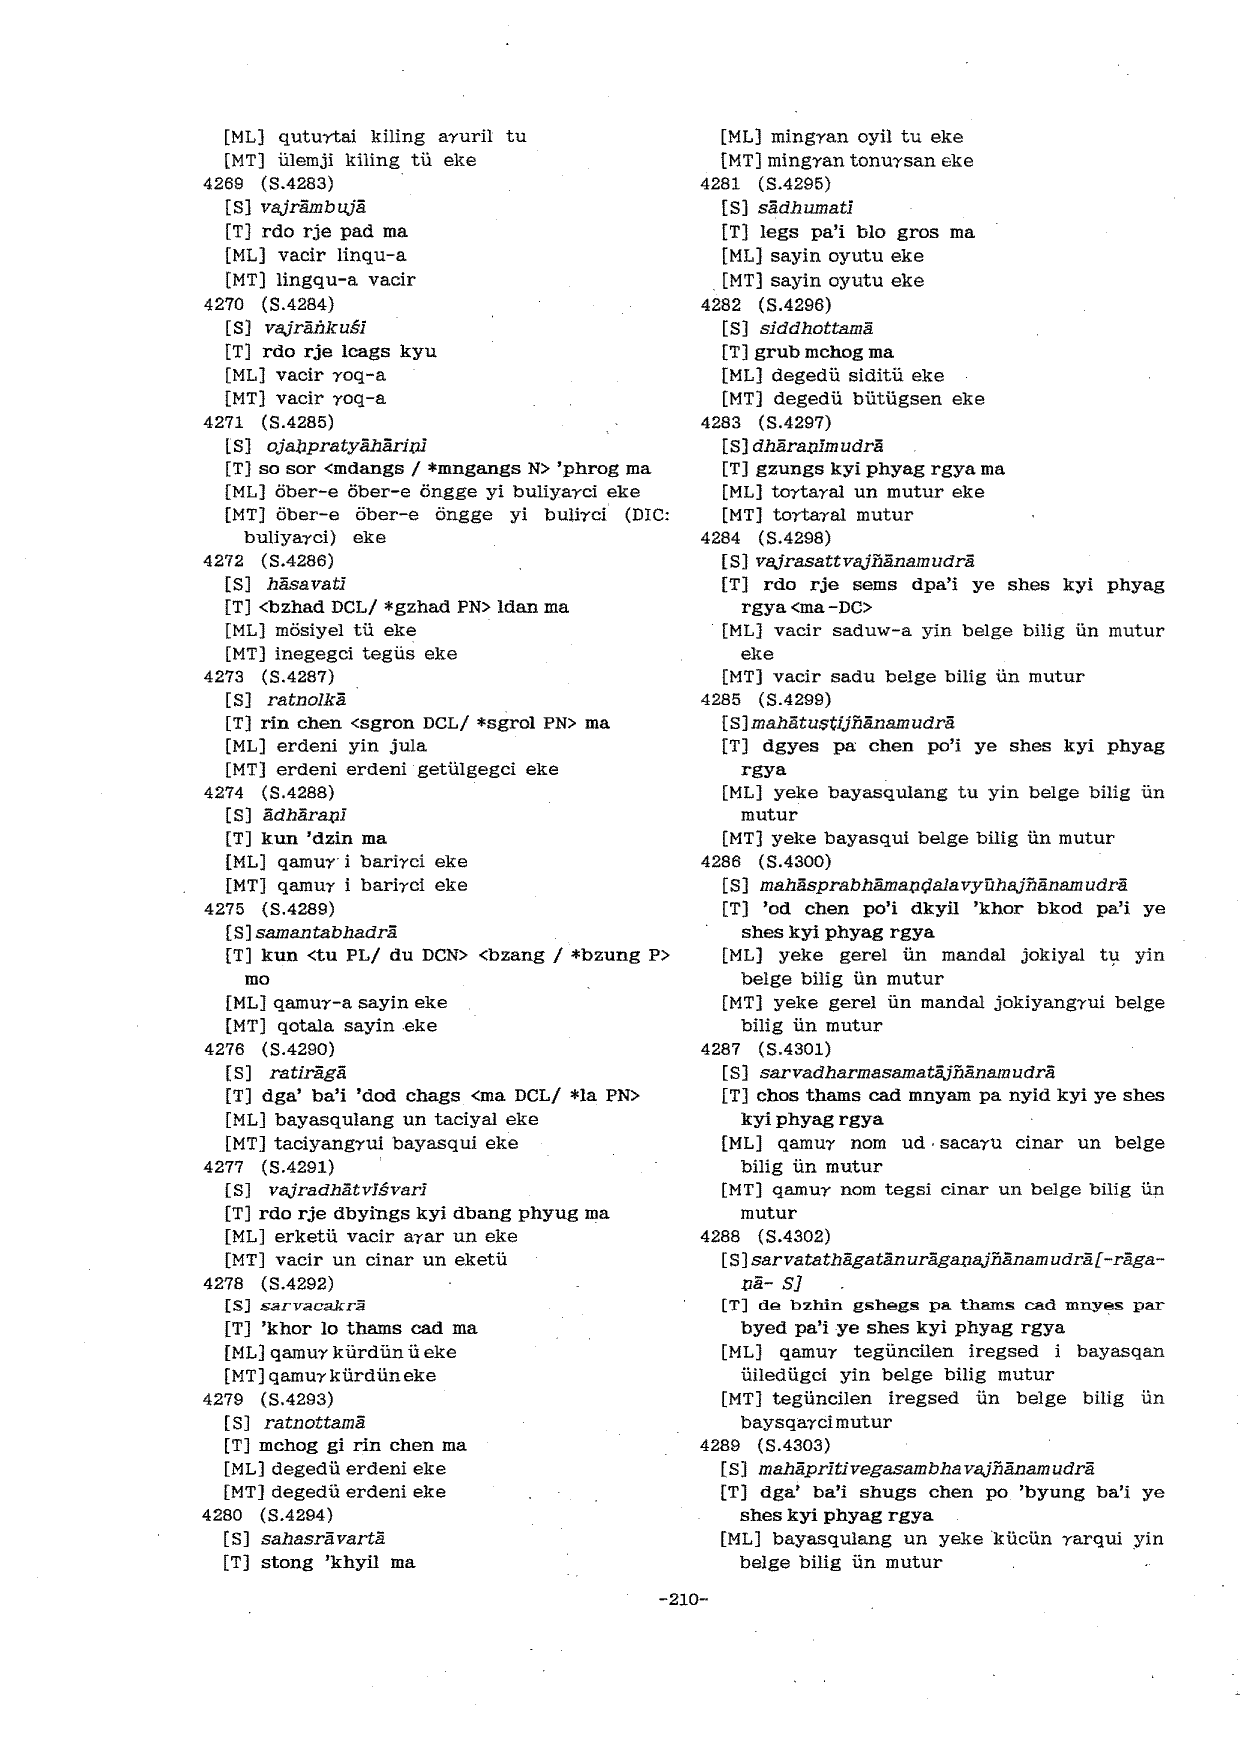 [ML] qutuγtai kiling aγuril tu
[MT] ülemji kiling tü eke
4269 (S.4283)
[S] vajrāmbujā
[T] rdo rje pad ma
[ML] vacir linqu-a
[MT] lingqu-a vacir
4270 (S.4284)
[S] vajrāṅkuśī
[T] rdo rje lcags kyu
[ML] vacir γoq-a
[MT] vacir γoq-a
4271 (S.4285)
[S] ojaḥpratyāhāriṇī
[T] so sor <mdangs / *mngangs N> 'phrog ma
[ML] öber-e öber-e öngge yi buliyaγci eke
[MT] öber-e öber-e öngge yi buliγci (DIC:
buliyaγci) eke
4272 (S.4286)
[S] hāsavatī
[T] <bzhad DCL/ *gzhad PN> ldan ma
[ML] mösiyel tü eke
[MT] inegegci tegüs eke
4273 (S.4287)
[S] ratnolkā
[T] rin chen <sgron DCL/ *sgrol PN> ma
[ML] erdeni yin jula
[MT] erdeni erdeni getülgegci eke
4274 (S.4288)
[S] ādhāraṇī
[T] kun 'dzin ma
[ML] qamuγ i bariγci eke
[MT] qamuγ i bariγci eke
4275 (S.4289)
[S] samantabhadrā
[T] kun <tu PL/ du DCN> <bzang / *bzung P>
mo
[ML] qamuγ-a sayin eke
[MT] qotala sayin eke
4276 (S.4290)
[S] ratirāgā
[T] dga' ba'i 'dod chags <ma DCL/ *la PN>
[ML] bayasqulang un taciyal eke
[MT] taciyangγui bayasqui eke
4277 (S.4291)
[S] vajradhātvīśvarī
[T] rdo rje dbyings kyi dbang phyug ma
[ML] erketü vacir aγar un eke
[MT] vacir un cinar un eketü
4278 (S.4292)
[S] sarvacakrā
[T] 'khor lo thams cad ma
[ML] qamuγ kürdün ü eke
[MT] qamuγ kürdün eke
4279 (S.4293)
[S] ratnottamā
[T] mchog gi rin chen ma
[ML] degedü erdeni eke
[MT] degedü erdeni eke
4280 (S.4294)
[S] sahasrāvartā
[T] stong 'khyil ma
[ML] mingγan oyil tu eke
[MT] mingγan tonuγsan eke
4281 (S.4295)
[S] sādhumatī
[T] legs pa'i blo gros ma
[ML] sayin oyutu eke
[MT] sayin oyutu eke
4282 (S.4296)
[S] siddhottamā
[T] grub mchog ma
[ML] degedü siditü eke
[MT] degedü bütügsen eke
4283 (S.4297)
[S] dhāraṇīmudrā
[T] gzungs kyi phyag rgya ma
[ML] toγtaγal un mutur eke
[MT] toγtaγal mutur
4284 (S.4298)
[S] vajrasattvajñānamudrā
[T] rdo rje sems dpa'i ye shes kyi phyag
rgya <ma -DC>
[ML] vacir saduw-a yin belge bilig ün mutur
eke
[MT] vacir sadu belge bilig ün mutur
4285 (S.4299)
[S] mahātuṣṭijñānamudrā
[T] dgyes pa chen po'i ye shes kyi phyag
rgya
[ML] yeke bayasqulang tu yin belge bilig ün
mutur
[MT] yeke bayasqui belge bilig ün mutur
4286 (S.4300)
[S] mahāsprabhāmaṇḍalavyūhajñānamudrā
[T] 'od chen po'i dkyil 'khor bkod pa'i ye
shes kyi phyag rgya
[ML] yeke gerel ün mandal jokiyal tu yin
belge bilig ün mutur
[MT] yeke gerel ün mandal jokiyangγui belge
bilig ün mutur
4287 (S.4301)
[S] sarvadharmasamatājñānamudrā
[T] chos thams cad mnyam pa nyid kyi ye shes
kyi phyag rgya
[ML] qamuγ nom ud sacaγu cinar un belge
bilig ün mutur
[MT] qamuγ nom tegsi cinar un belge bilig ün
mutur
4288 (S.4302)
[S] sarvatathāgatānurāgaṇajñānamudrā[-rāga-
ṇā- S]
[T] de bzhin gshegs pa thams cad mnyes par
byed pa'i ye shes kyi phyag rgya
[ML] qamuγ tegüncilen iregsed i bayasqan
üiledügci yin belge bilig mutur
[MT] tegüncilen iregsed ün belge bilig ün
baysqaγci mutur
4289 (S.4303)
[S] mahāprītivegasambhavajñānamudrā
[T] dga' ba'i shugs chen po 'byung ba'i ye
shes kyi phyag rgya
[ML] bayasqulang un yeke kücün γarqui yin
belge bilig ün mutur
-210-